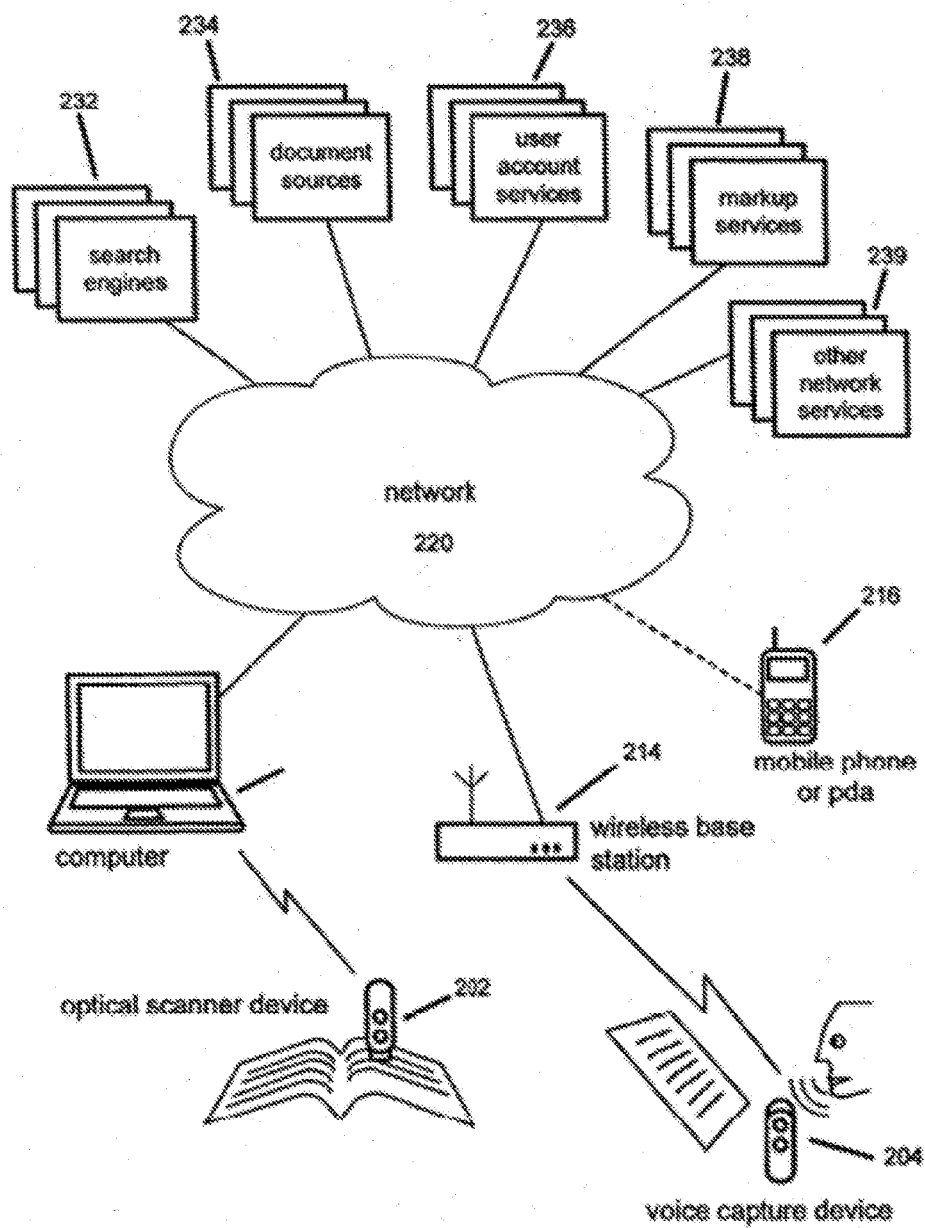 234
236
238
232
document
sources
user
account
services
markup
services
search
engines
239
other
network
services
network
220
216
mobile phone
or pda
214
wireless base
station
computer
optical scanner device
202
204
voice capture device